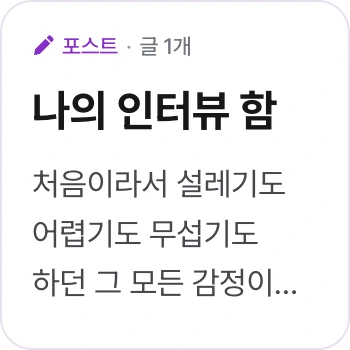 포스트 · 글 1개
나의 인터뷰 함
처음이라서 설레기도
어렵기도 무섭기도
하던 그 모든 감정이...